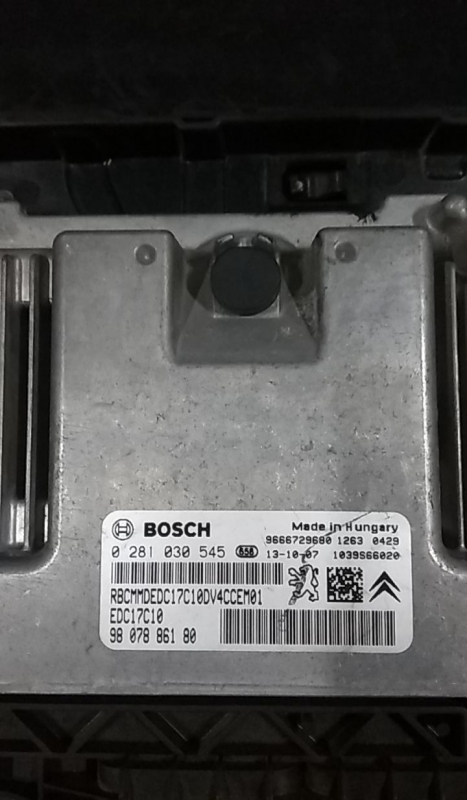 BOSCH
Made in Hungary
9666729680 1263 0429
0 281 030 545 656 13-10-07 1039S66020
RBCMMDEDC17C10DV4CCEM01
EDC17C10
98 078 861 80